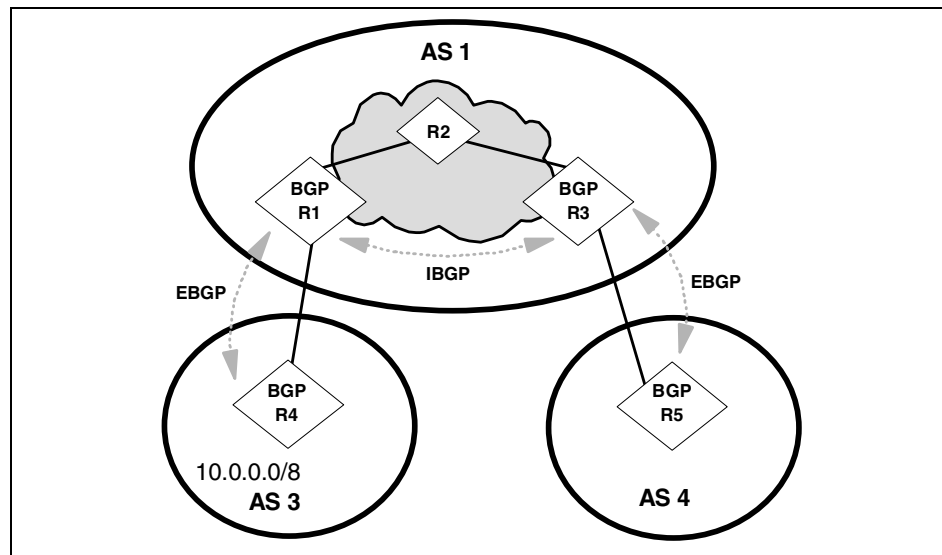 AS 1
R2
BGP
R1
BGP
R3
IBGP
EBGP
EBGP
BGP
R4
BGP
R5
10.0.0.0/8
AS 3
AS 4